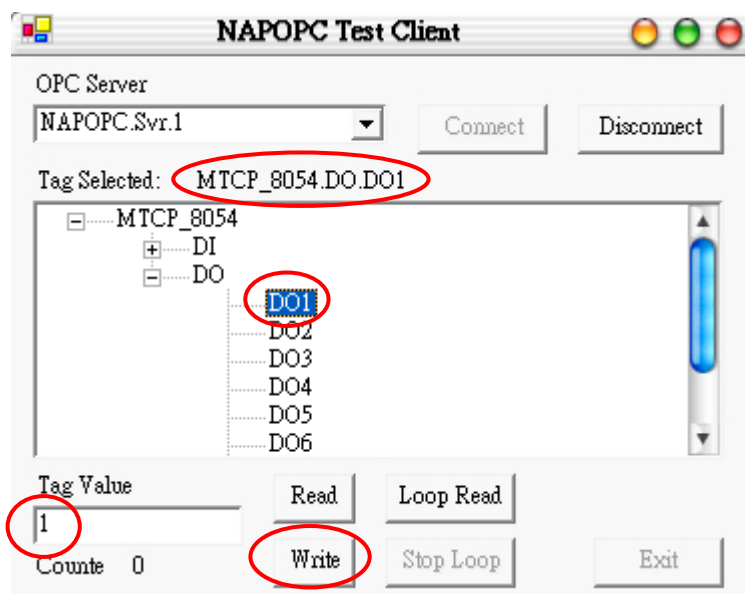 NAPOPC Test Client
OPC Server
NAPOPC.Svr.1 Connect Disconnect
Tag Selected: MTCP_8054.DO.DO1
MTCP_8054
DI
DO
DO1
DO2
DO3
DO4
DO5
DO6
Tag Value Read Loop Read
1
Counte 0 Write Stop Loop Exit